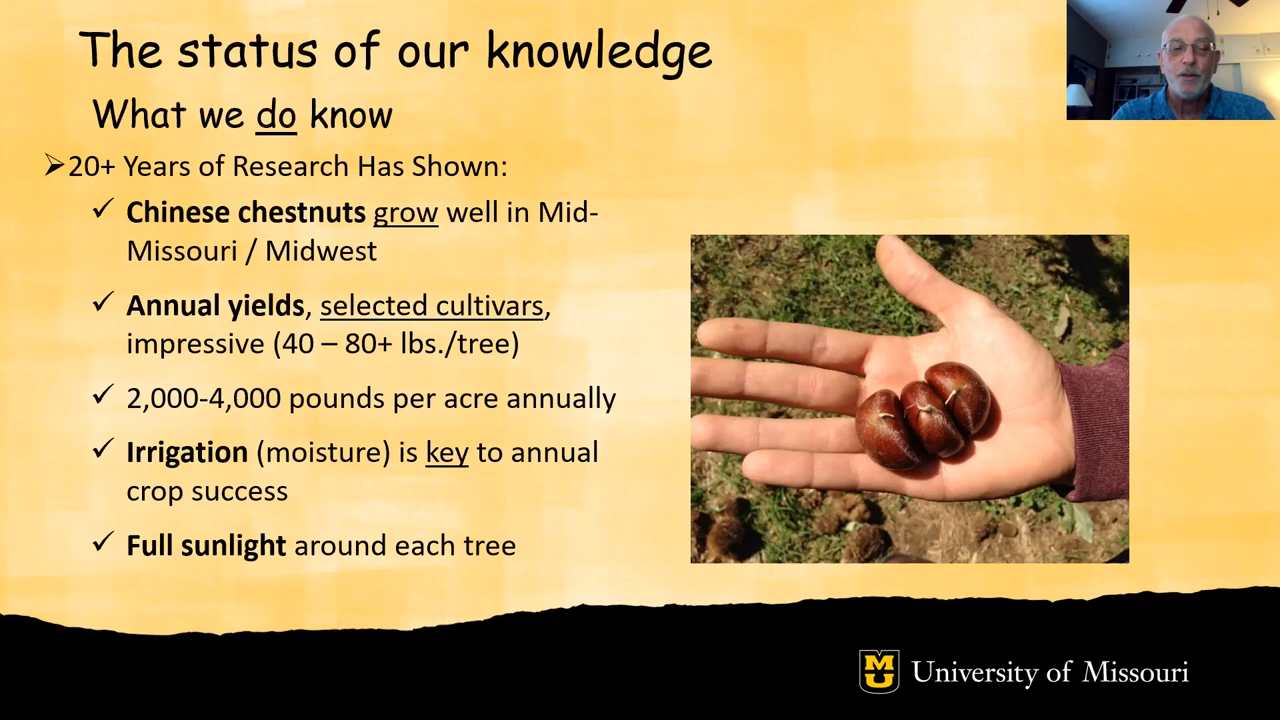 The status of our knowledge
What we do know
➢20+ Years of Research Has Shown:
✓ Chinese chestnuts grow well in Mid-
Missouri / Midwest
✓ Annual yields, selected cultivars,
impressive (40 – 80+ lbs./tree)
✓ 2,000-4,000 pounds per acre annually
✓ Irrigation (moisture) is key to annual
crop success
✓ Full sunlight around each tree
MU University of Missouri